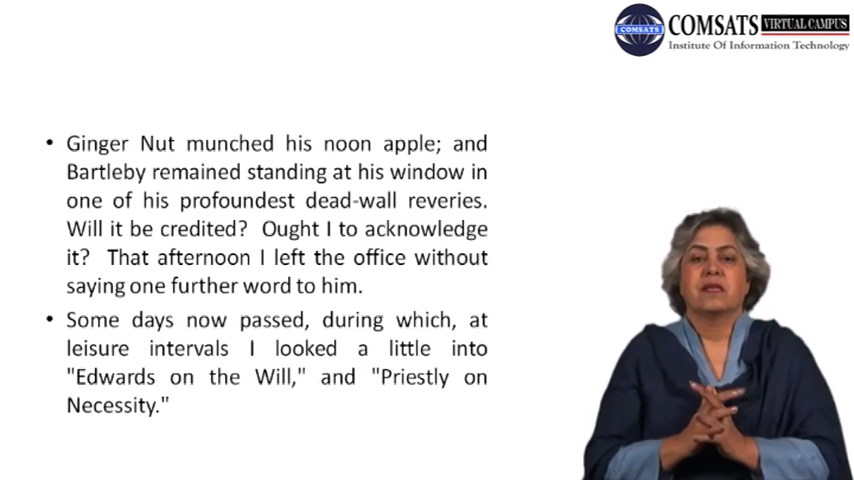 COMSATS
COMSATS VIRTUAL CAMPUS
Institute Of Information Technology
• Ginger Nut munched his noon apple; and
Bartleby remained standing at his window in
one of his profoundest dead-wall reveries.
Will it be credited? Ought I to acknowledge
it? That afternoon I left the office without
saying one further word to him.
• Some days now passed, during which, at
leisure intervals I looked a little into
"Edwards on the Will," and "Priestly on
Necessity."